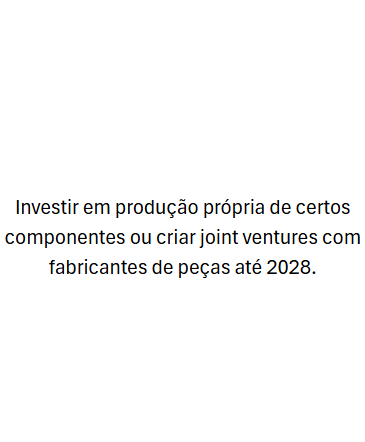 Investir em produção própria de certos
componentes ou criar joint ventures com
fabricantes de peças até 2028.